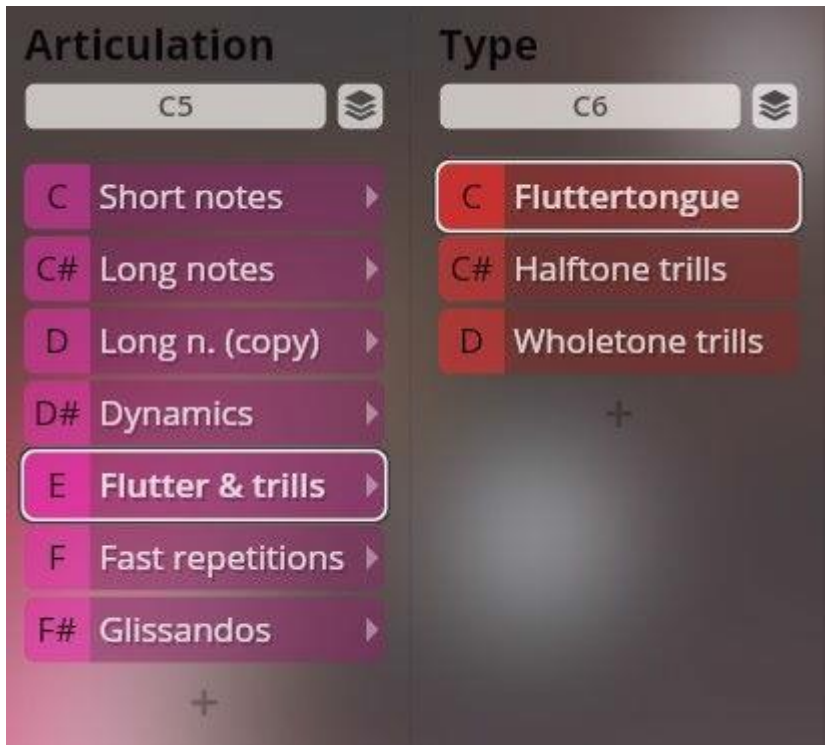 Articulation
C5
C Short notes
C# Long notes
D Long n. (copy)
D# Dynamics
E Flutter & trills
F Fast repetitions
F# Glissandos
+
Type
C6
C Fluttertongue
C# Halftone trills
D Wholetone trills
+